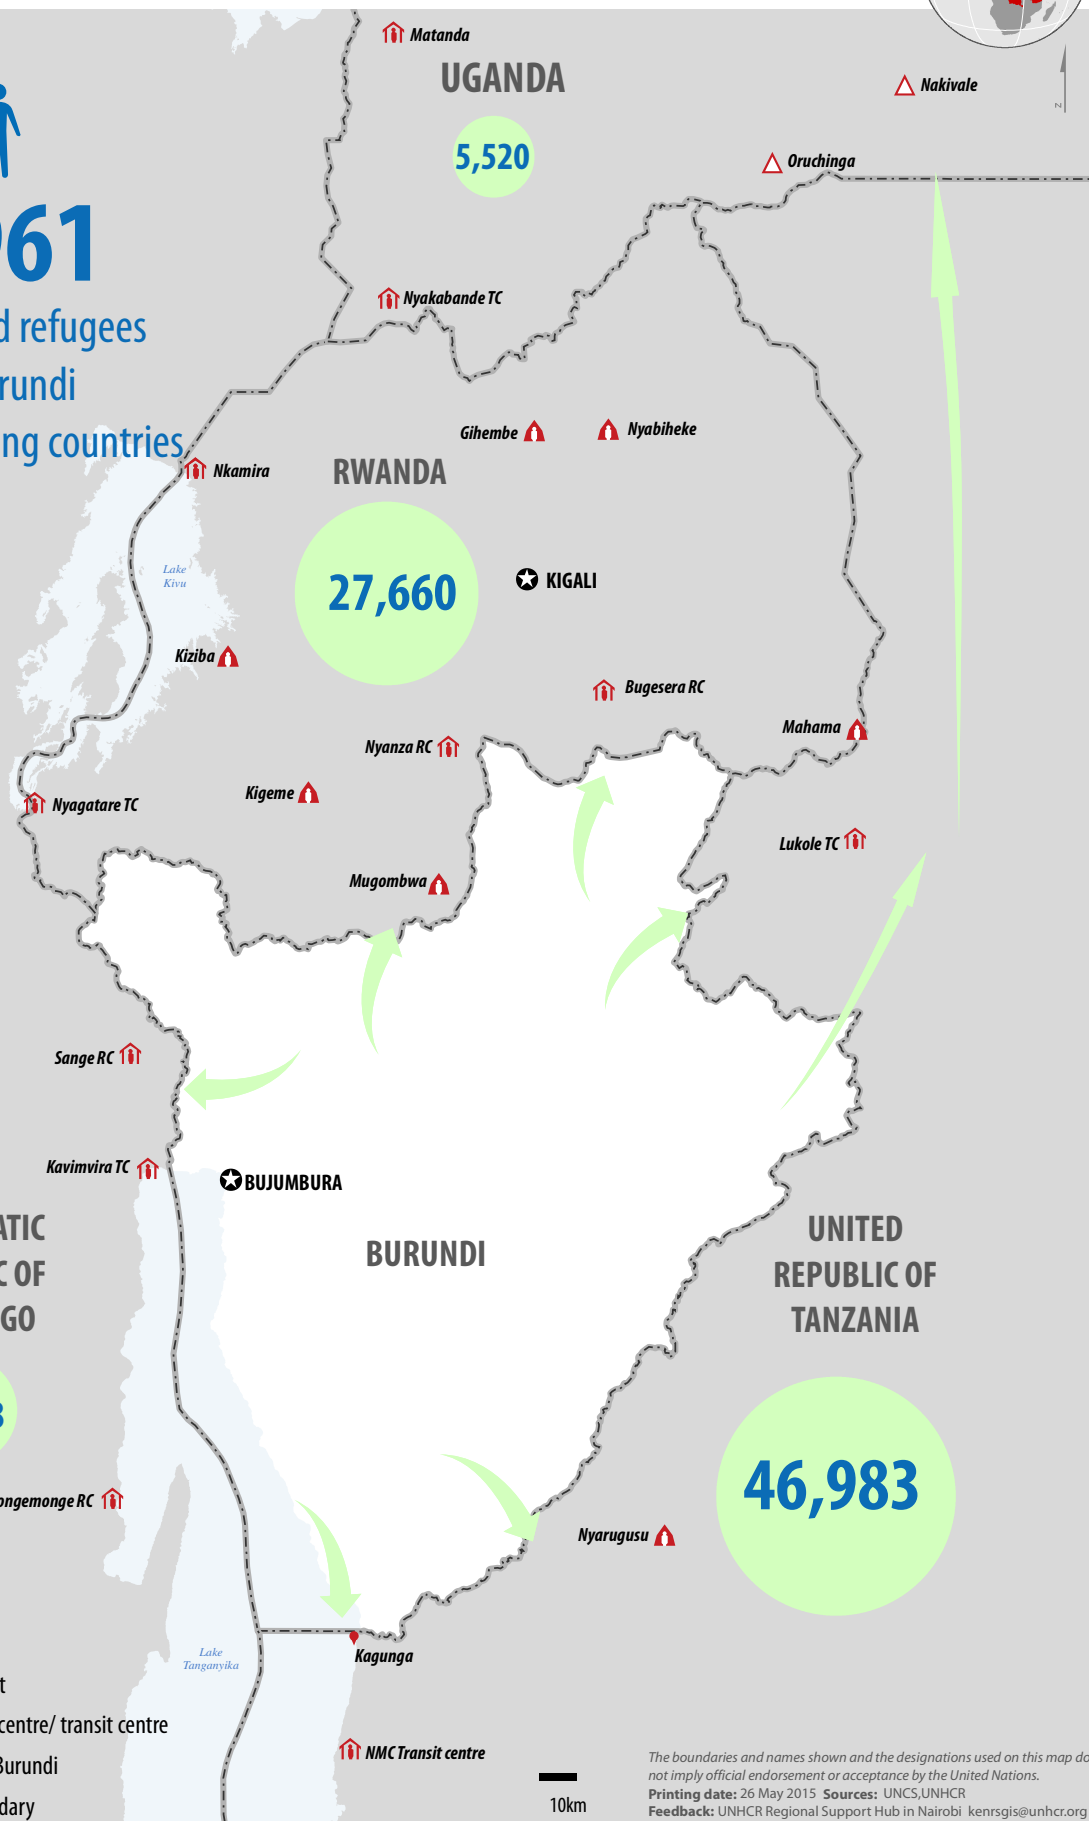 Matanda
UGANDA
Nakivale
N
5,520
Oruchinga
961
d refugees
rundi
ing countries
Nyakabande TC
Gihembe
Nyabiheke
RWANDA
Nkamira
27,660
KIGALI
Lake
Kivu
Kiziba
Bugesera RC
Mahama
Nyanza RC
Kigeme
Nyagatare TC
Lukole TC
Mugombwa
Sange RC
Kavimvira TC
BUJUMBURA
ATIC
C OF
GO
BURUNDI
UNITED
REPUBLIC OF
TANZANIA
3
46,983
ongemonge RC
Nyarugusu
Lake
Tanganyika
Kagunga
t
centre/ transit centre
Burundi
dary
NMC Transit centre
10km
The boundaries and names shown and the designations used on this map do
not imply official endorsement or acceptance by the United Nations.
Printing date: 26 May 2015 Sources: UNCS,UNHCR
Feedback: UNHCR Regional Support Hub in Nairobi kenrsgis@unhcr.org